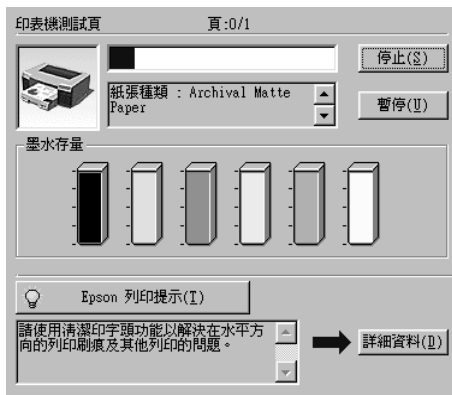 印表機測試頁 頁:0/1
停止(S)
紙張種類 : Archival Matte
Paper
暫停(U)
墨水存量
Epson 列印提示(T)
請使用清潔印字頭功能以解決在水平方
向的列印刷痕及其他列印的問題。
詳細資料(D)